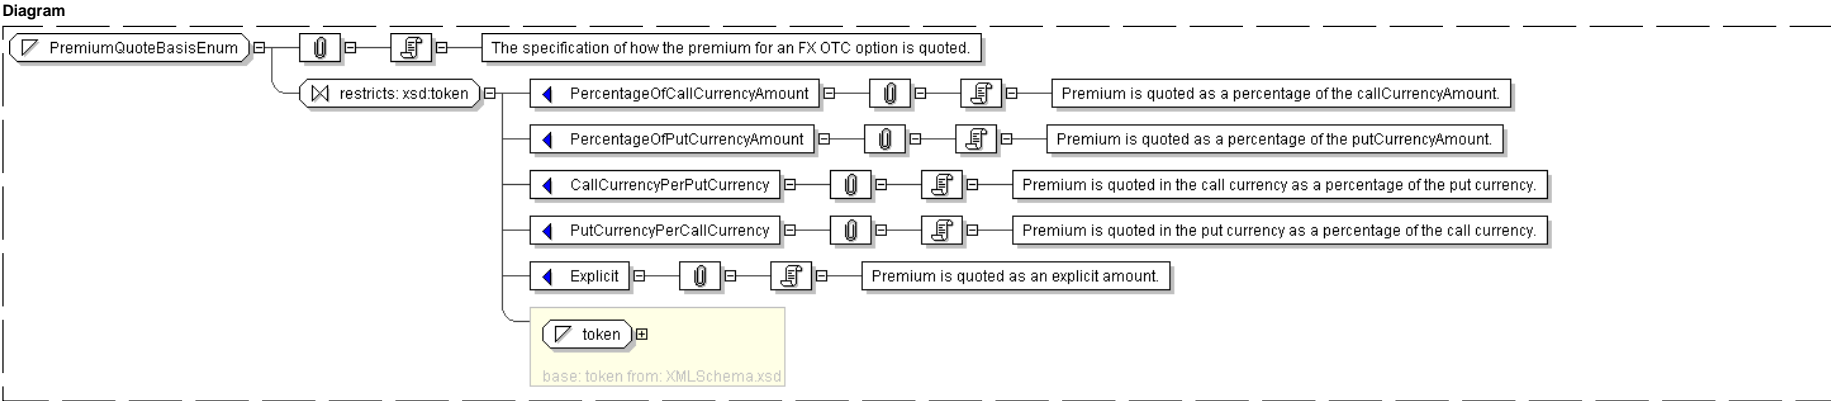 Diagram
PremiumQuoteBasisEnum The specification of how the premium for an FX OTC option is quoted.
restricts: xsd:token PercentageOfCallCurrencyAmount Premium is quoted as a percentage of the callCurrencyAmount.
PercentageOfPutCurrencyAmount Premium is quoted as a percentage of the putCurrencyAmount.
CallCurrencyPerPutCurrency Premium is quoted in the call currency as a percentage of the put currency.
PutCurrencyPerCallCurrency Premium is quoted in the put currency as a percentage of the call currency.
Explicit Premium is quoted as an explicit amount.
token
base: token from: XMLSchema.xsd